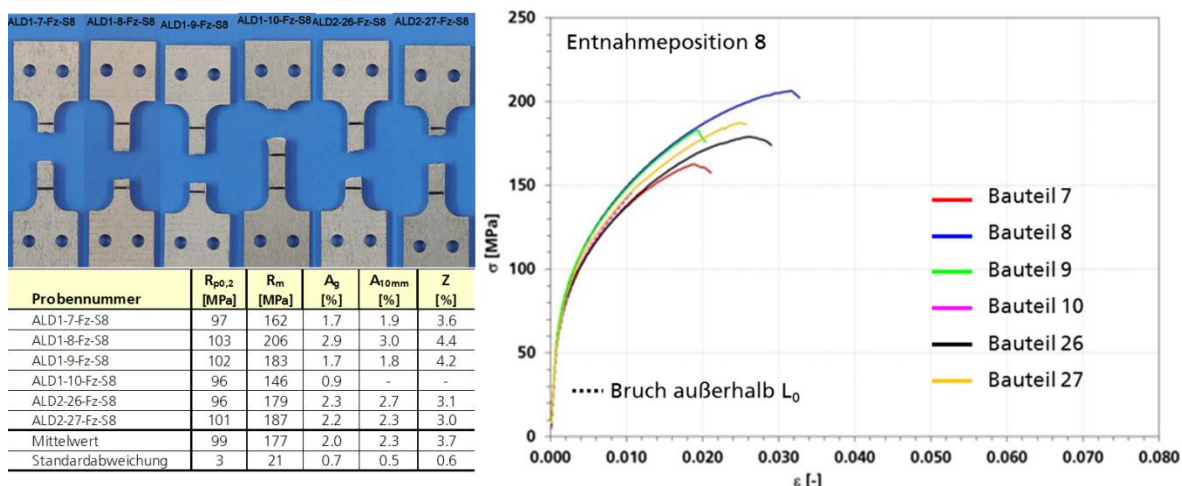 ALD1-7-Fz-S8 ALD1-8-Fz-S8 ALD1-9-Fz-S8 ALD1-10-Fz-S8 ALD2-26-Fz-S8 ALD2-27-Fz-S8
Probennummer Rp0,2 [MPa] Rm [MPa] Ag [%] A10mm [%] Z [%]
ALD1-7-Fz-S8 97 162 1.7 1.9 3.6
ALD1-8-Fz-S8 103 206 2.9 3.0 4.4
ALD1-9-Fz-S8 102 183 1.7 1.8 4.2
ALD1-10-Fz-S8 96 146 0.9 - -
ALD2-26-Fz-S8 96 179 2.3 2.7 3.1
ALD2-27-Fz-S8 101 187 2.2 2.3 3.0
Mittelwert 99 177 2.0 2.3 3.7
Standardabweichung 3 21 0.7 0.5 0.6
Entnahmeposition 8
σ [MPa]
250
200
150
100
50
0
Bauteil 7
Bauteil 8
Bauteil 9
Bauteil 10
Bauteil 26
Bauteil 27
Bruch außerhalb L0
0.000 0.010 0.020 0.030 0.040 0.050 0.060 0.070 0.080
ε [-]